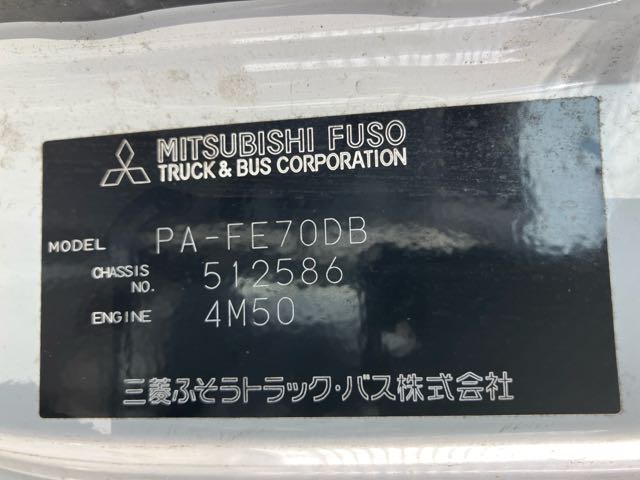 MITSUBISHI FUSO
TRUCK & BUS CORPORATION
MODEL PA-FE70DB
CHASSIS NO. 512586
ENGINE 4M50
三菱ふそうトラック・バス株式会社